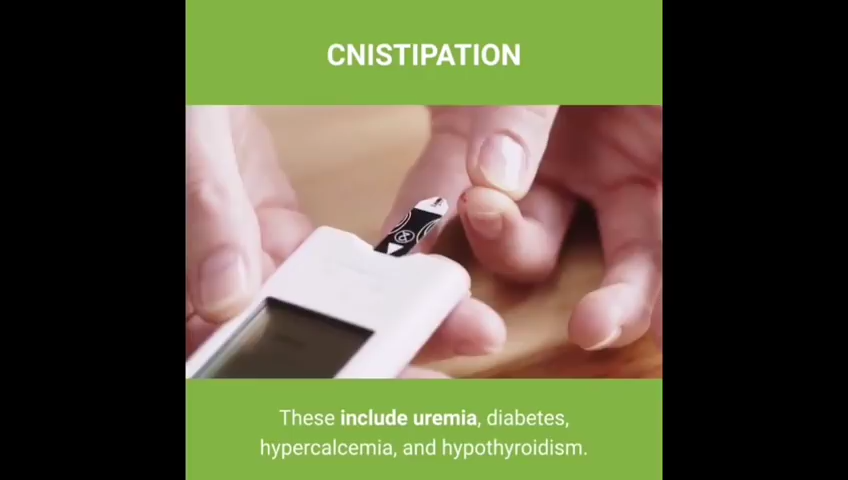 CNISTIPATION
These include uremia, diabetes,
hypercalcemia, and hypothyroidism.